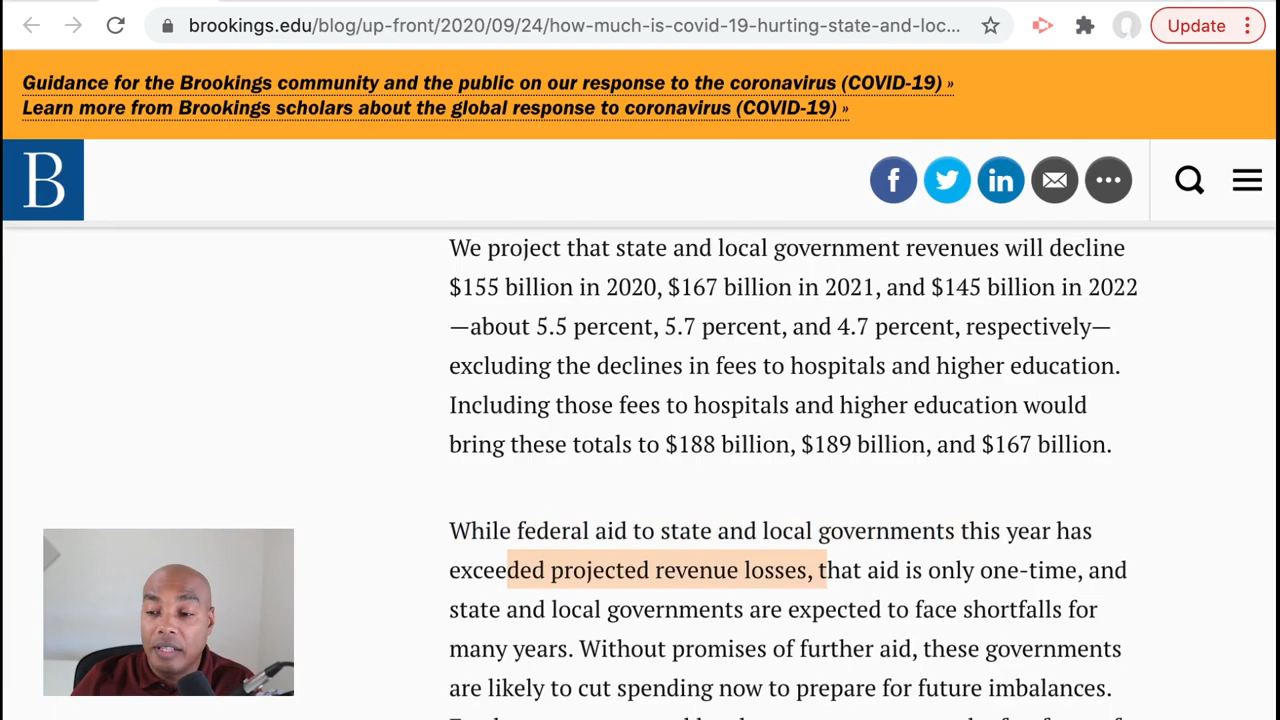 brookings.edu/blog/up-front/2020/09/24/how-much-is-covid-19-hurting-state-and-loc...
Update
Guidance for the Brookings community and the public on our response to the coronavirus (COVID-19) »
Learn more from Brookings scholars about the global response to coronavirus (COVID-19) »
B
f
in
We project that state and local government revenues will decline
$155 billion in 2020, $167 billion in 2021, and $145 billion in 2022
—about 5.5 percent, 5.7 percent, and 4.7 percent, respectively—
excluding the declines in fees to hospitals and higher education.
Including those fees to hospitals and higher education would
bring these totals to $188 billion, $189 billion, and $167 billion.
While federal aid to state and local governments this year has
exceeded projected revenue losses, that aid is only one-time, and
state and local governments are expected to face shortfalls for
many years. Without promises of further aid, these governments
are likely to cut spending now to prepare for future imbalances.